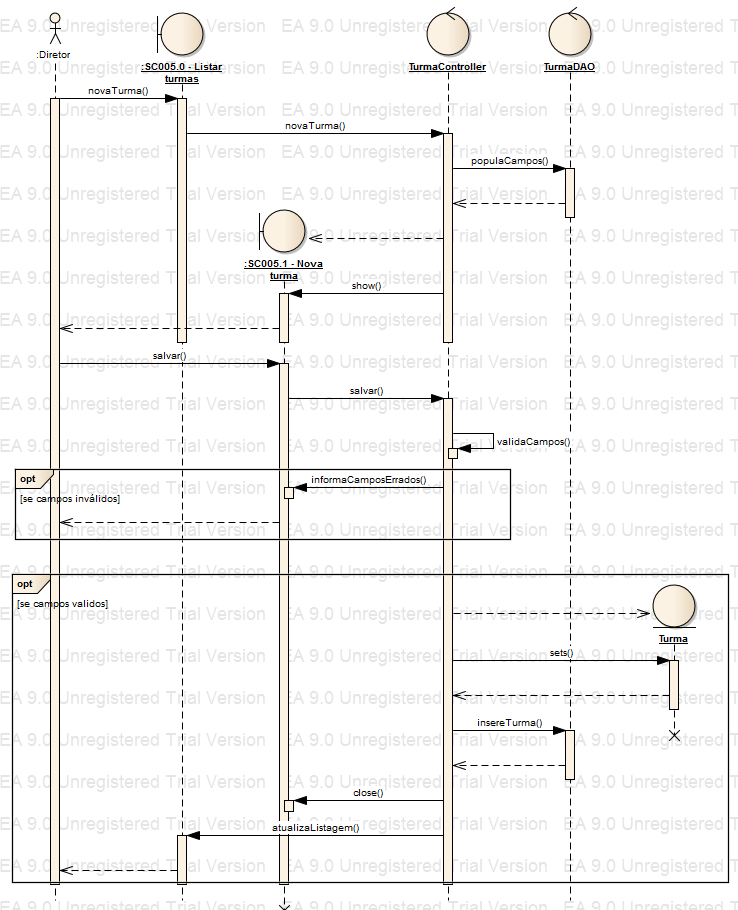 :Diretor
:SC005.0 - Listar
turmas
TurmaController
TurmaDAO
novaTurma()
novaTurma()
populaCampos()
:SC005.1 - Nova
turma
show()
salvar()
salvar()
validaCampos()
opt
informaCamposErrados()
[se campos inválidos]
opt
[se campos validos]
Turma
sets()
insereTurma()
close()
atualizaListagem()
EA 9.0 Unregistered Trial Version